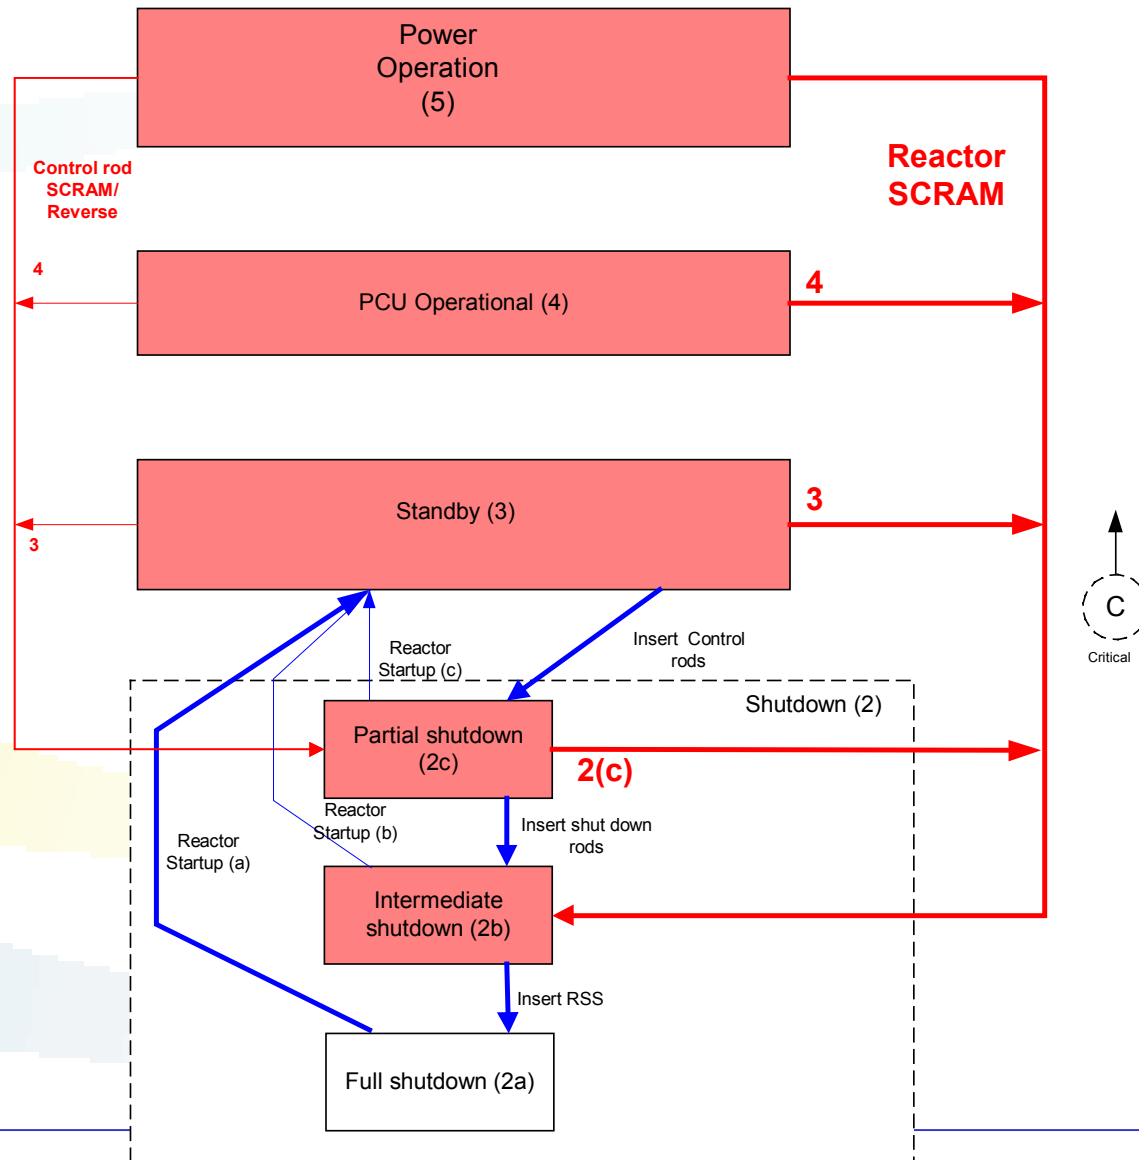 Power
Operation
(5)
Control rod
SCRAM/
Reverse
Reactor
SCRAM
4
PCU Operational (4)
4
Standby (3)
3
3
C
Critical
Insert Control
rods
Reactor
Startup (c)
Shutdown (2)
Partial shutdown
(2c)
2(c)
Reactor
Startup (b)
Insert shut down
rods
Reactor
Startup (a)
Intermediate
shutdown (2b)
Insert RSS
Full shutdown (2a)